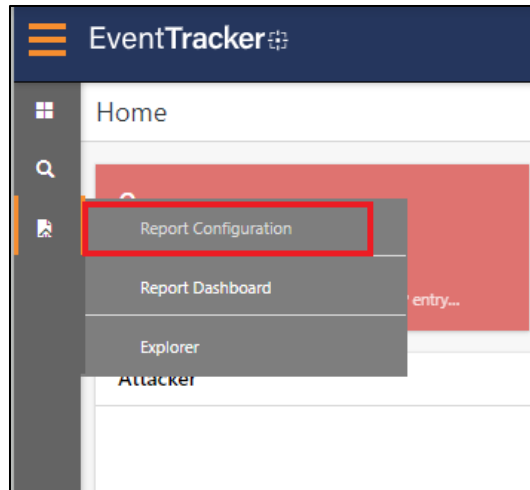 EventTracker
Home
Report Configuration
Report Dashboard
entry...
Explorer
Attacker